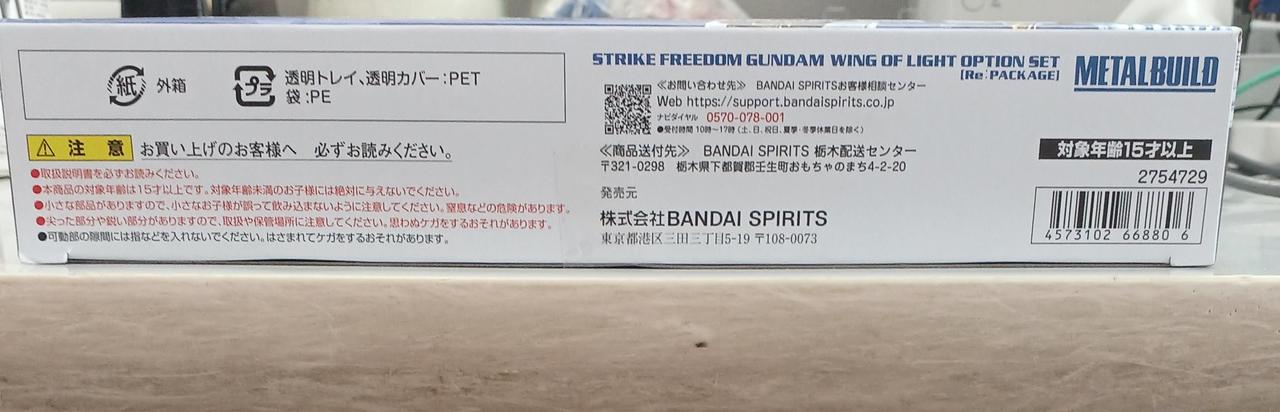 紙 外箱
プラ 透明トレイ、透明カバー:PET
袋:PE
注意 お買い上げのお客様へ 必ずお読みください。
●取扱説明書を必ずお読みください。
●本商品の対象年齢は15才以上です。対象年齢未満のお子様には絶対に与えないでください。
●小さな部品がありますので、小さなお子様が誤って飲み込まないように注意してください。窒息などの危険があります。
●尖った部分や鋭い部分がありますので、取扱や保管場所に注意してください。思わぬケガをするおそれがあります。
●可動部の隙間には指などを入れないでください。はさまれてケガをするおそれがあります。
STRIKE FREEDOM GUNDAM WING OF LIGHT OPTION SET
[Re:PACKAGE]
METALBUILD
≪お問い合わせ先≫ BANDAI SPIRITSお客様相談センター
Web https://support.bandaispirits.co.jp
ナビダイヤル 0570-078-001
●受付時間 10時~17時(土、日、祝日、夏季・冬季休業日を除く)
≪商品送付先≫ BANDAI SPIRITS 栃木配送センター
〒321-0298 栃木県下都賀郡壬生町おもちゃのまち4-2-20
発売元
株式会社BANDAI SPIRITS
東京都港区三田三丁目5-19 〒108-0073
対象年齢15才以上
2754729
4573102 66880 6